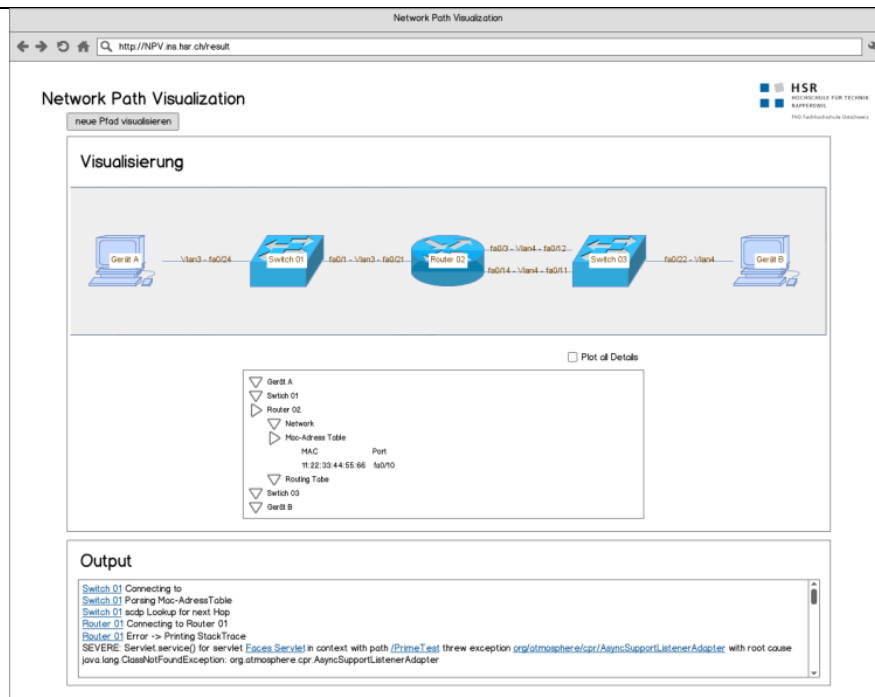 Network Path Visualization
http://NPV.ins.hsr.ch/result
HSR
HOCHSCHULE FÜR TECHNIK
RAPPERSWIL
FHO Fachhochschule Ostschweiz
Network Path Visualization
neue Pfad visualisieren
Visualisierung
Gerät A
Vlan3 - fa0/24
Switch 01
fa0/1 - Vlan3 - fa0/21
Router 02
fa0/3 - Vlan4 - fa0/12
fa0/14 - Vlan4 - fa0/11
Switch 03
fa0/22 - Vlan4
Gerät B
Plot all Details
Gerät A
Swtich 01
Router 02
Network
Mac-Adress Table
MAC Port
11:22:33:44:55:66 fa0/10
Routing Tabe
Swtich 03
Gerät B
Output
Switch 01 Connecting to
Switch 01 Parsing Mac-AdressTable
Switch 01 scdp Lookup for next Hop
Router 01 Connecting to Router 01
Router 01 Error -> Printing StackTrace
SEVERE: Servlet.service() for servlet Faces Servlet in context with path /PrimeTest threw exception org/atmosphere/cpr/AsyncSupportListenerAdapter with root cause
java.lang.ClassNotFoundException: org.atmosphere.cpr.AsyncSupportListenerAdapter